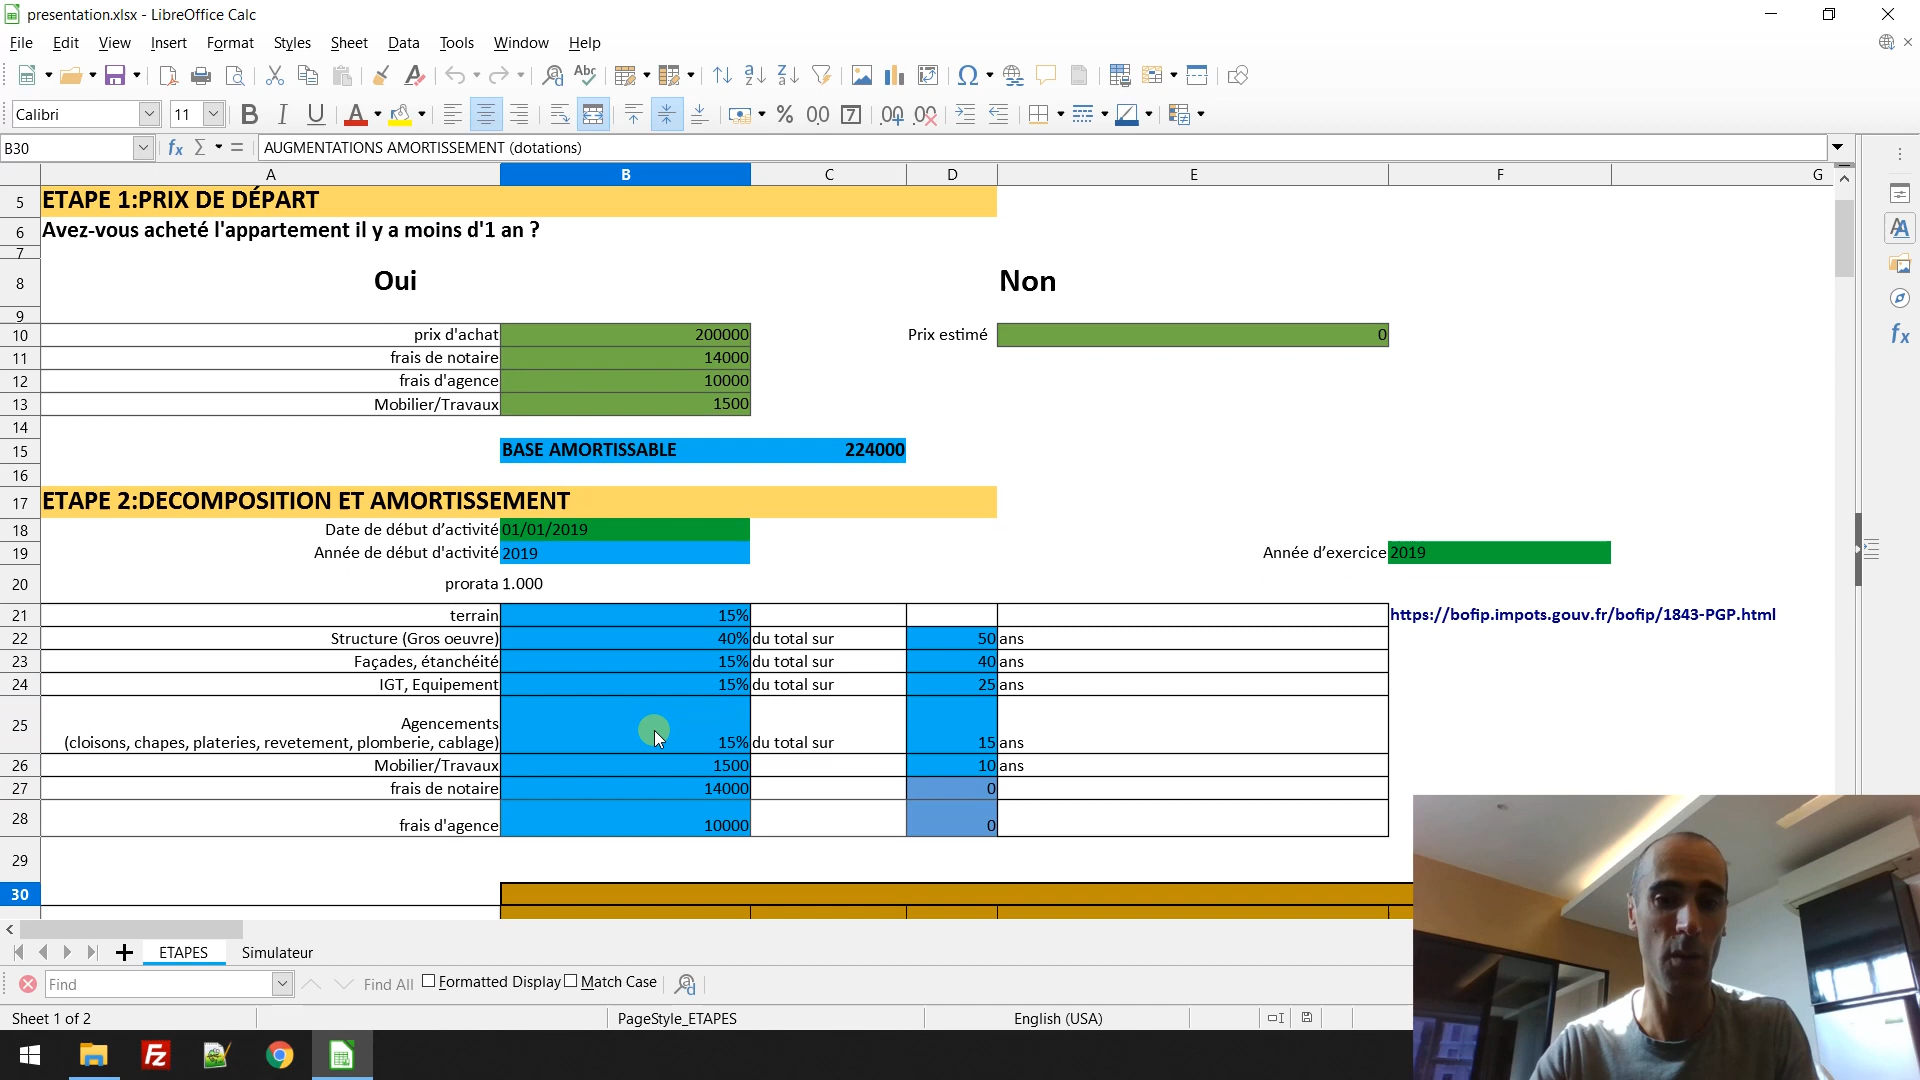 presentation.xlsx - LibreOffice Calc
File Edit View Insert Format Styles Sheet Data Tools Window Help
Calibri 11
B30 AUGMENTATIONS AMORTISSEMENT (dotations)
A B C D E F G
5 ETAPE 1:PRIX DE DÉPART
6 Avez-vous acheté l'appartement il y a moins d'1 an ?
7
8 Oui Non
9
10 prix d'achat 200000 Prix estimé 0
11 frais de notaire 14000
12 frais d'agence 10000
13 Mobilier/Travaux 1500
14
15 BASE AMORTISSABLE 224000
16
17 ETAPE 2:DECOMPOSITION ET AMORTISSEMENT
18 Date de début d’activité 01/01/2019
19 Année de début d'activité 2019 Année d’exercice 2019
20 prorata 1.000
21 terrain 15% https://bofip.impots.gouv.fr/bofip/1843-PGP.html
22 Structure (Gros oeuvre) 40% du total sur 50 ans
23 Façades, étanchéité 15% du total sur 40 ans
24 IGT, Equipement 15% du total sur 25 ans
25 Agencements
(cloisons, chapes, plateries, revetement, plomberie, cablage) 15% du total sur 15 ans
26 Mobilier/Travaux 1500 10 ans
27 frais de notaire 14000 0
28 frais d'agence 10000 0
29
30
ETAPES Simulateur
Find Find All Formatted Display Match Case
Sheet 1 of 2 PageStyle_ETAPES English (USA)